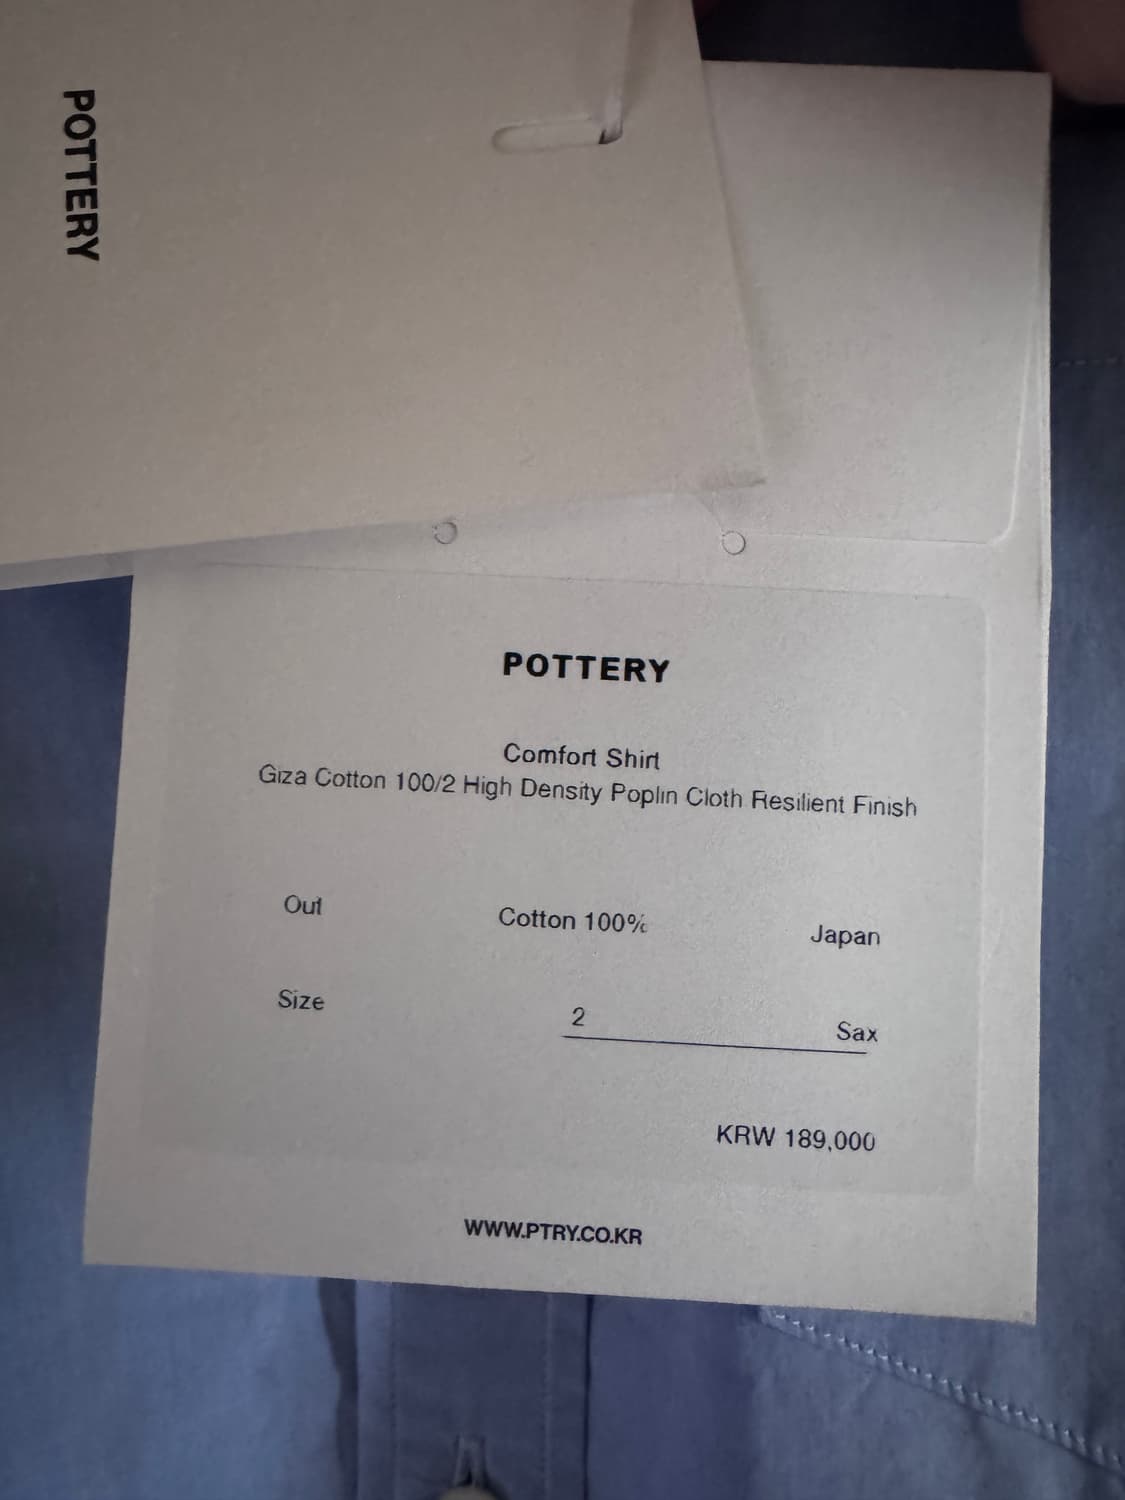 POTTERY
POTTERY
Comfort Shirt
Giza Cotton 100/2 High Density Poplin Cloth Resilient Finish
Out Cotton 100% Japan
Size 2 Sax
KRW 189,000
WWW.PTRY.CO.KR